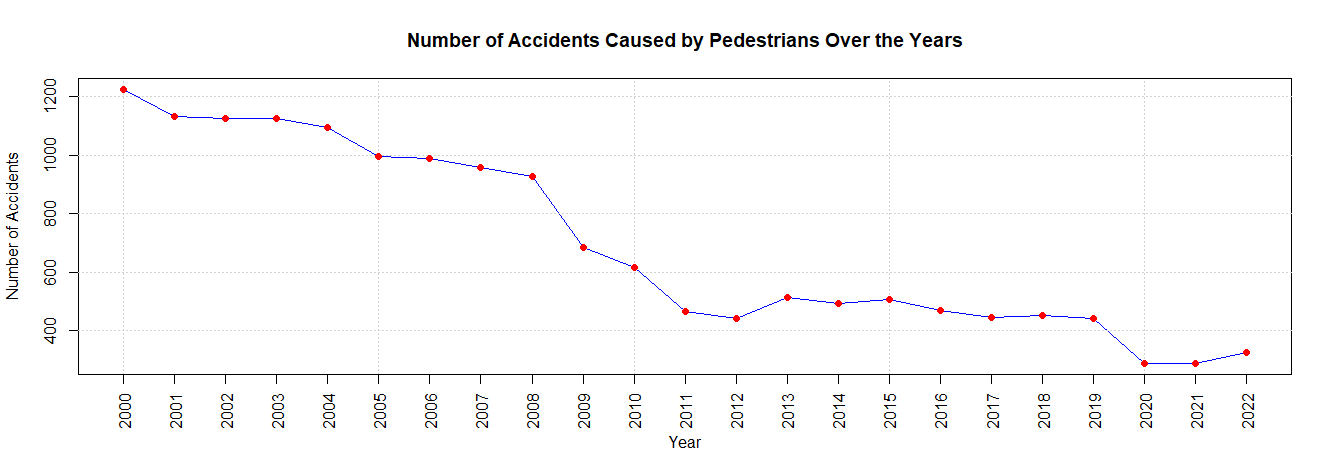 Number of Accidents Caused by Pedestrians Over the Years
Number of Accidents
1200
1000
800
600
400
2000 2001 2002 2003 2004 2005 2006 2007 2008 2009 2010 2011 2012 2013 2014 2015 2016 2017 2018 2019 2020 2021 2022
Year